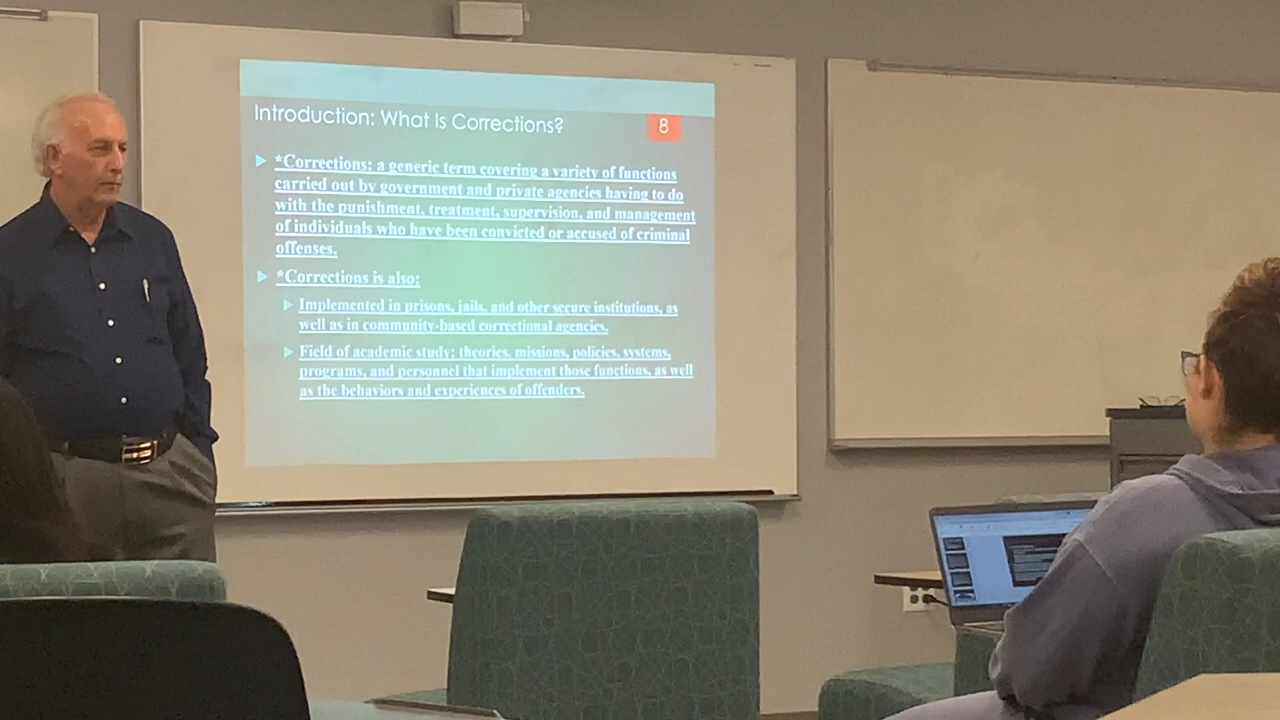 Introduction: What Is Corrections?
8
*Corrections: a generic term covering a variety of functions
carried out by government and private agencies having to do
with the punishment, treatment, supervision, and management
of individuals who have been convicted or accused of criminal
offenses.
*Corrections is also:
Implemented in prisons, jails, and other secure institutions, as
well as in community-based correctional agencies.
Field of academic study: theories, missions, policies, systems,
programs, and personnel that implement those functions, as well
as the behaviors and experiences of offenders.